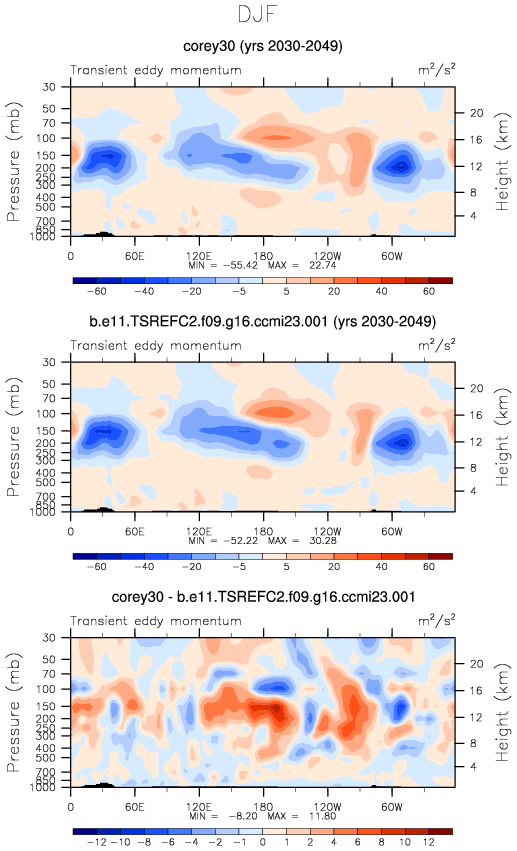 DJF
corey30 (yrs 2030-2049)
Transient eddy momentum m²/s²
Pressure (mb)
30
50
70
100
150
200
250
300
400
500
700
850
1000
20
16
12
8
4
Height (km)
0 60E 120E 180 120W 60W
MIN = -55.42 MAX = 22.74
-60 -40 -20 -5 5 20 40 60
b.e11.TSREFC2.f09.g16.ccmi23.001 (yrs 2030-2049)
Transient eddy momentum m²/s²
Pressure (mb)
30
50
70
100
150
200
250
300
400
500
700
850
1000
20
16
12
8
4
Height (km)
0 60E 120E 180 120W 60W
MIN = -52.22 MAX = 30.28
-60 -40 -20 -5 5 20 40 60
corey30 - b.e11.TSREFC2.f09.g16.ccmi23.001
Transient eddy momentum m²/s²
Pressure (mb)
30
50
70
100
150
200
250
300
400
500
700
850
1000
20
16
12
8
4
Height (km)
0 60E 120E 180 120W 60W
MIN = -8.20 MAX = 11.80
-12 -10 -8 -6 -4 -2 -1 0 1 2 4 6 8 10 12